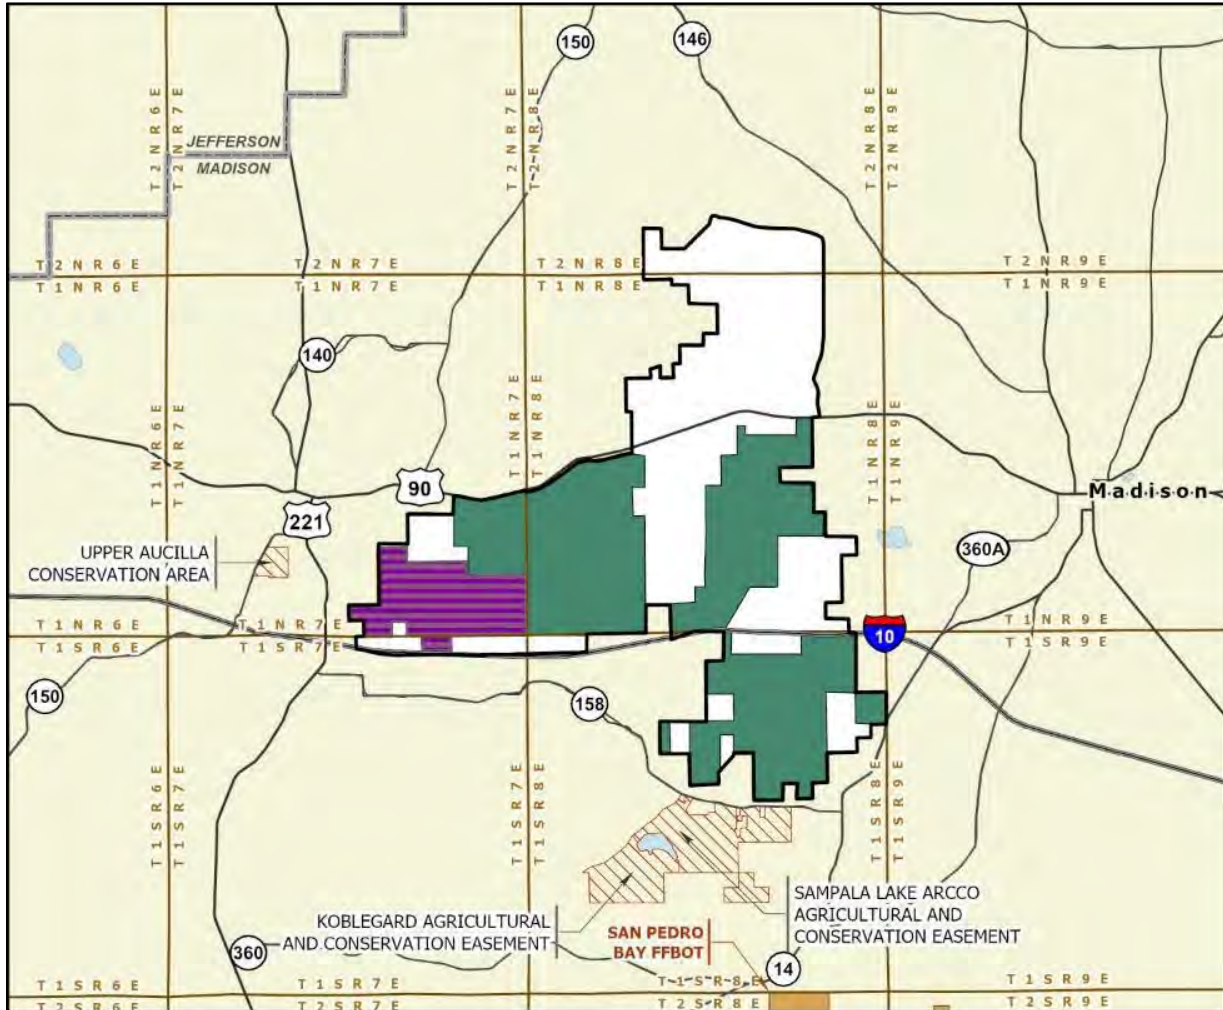 150
146
T2NR6E
T2NR7E
T2NR7E
T2NR8E
T2NR8E
T2NR9E
JEFFERSON
MADISON
T2NR6E
T2NR7E
T2NR8E
T2NR9E
T1NR6E
T1NR7E
T1NR8E
T1NR9E
140
T1NR6E
T1NR7E
T1NR7E
T1NR8E
T1NR8E
T1NR9E
90
Madison
221
UPPER AUCILLA
CONSERVATION AREA
360A
T1NR7E
T1NR9E
T1SR6E
T1SR7E
T1SR9E
10
150
158
T1SR6E
T1SR7E
T1SR7E
T1SR8E
T1SR8E
T1SR9E
KOBLEGARD AGRICULTURAL
AND CONSERVATION EASEMENT
SAN PEDRO
BAY FFBOT
SAMPALA LAKE ARCCO
AGRICULTURAL AND
CONSERVATION EASEMENT
360
14
T1SR6E
T1SR7E
T1SR8E
T1SR9E
T2SR6E
T2SR7E
T2SR8E
T2SR9E